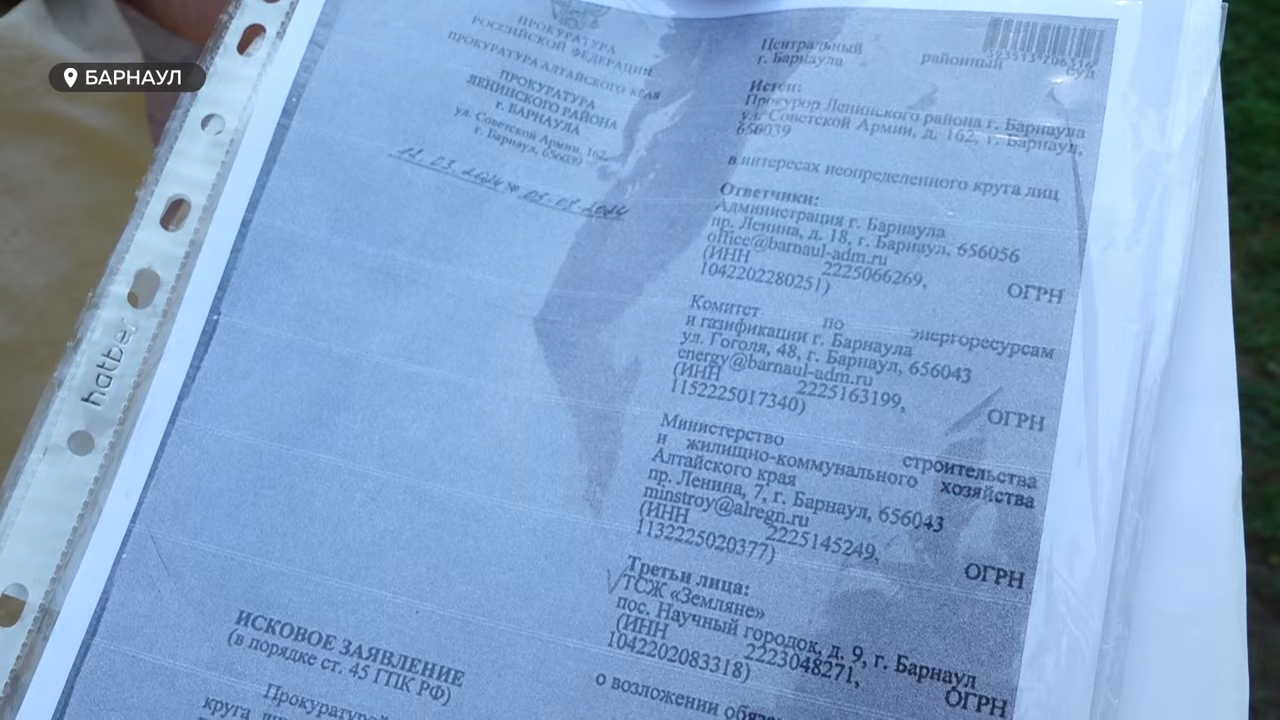 БАРНАУЛ
hatber
ПРОКУРАТУРА
РОССИЙСКОЙ ФЕДЕРАЦИИ
ПРОКУРАТУРА АЛТАЙСКОГО КРАЯ
ПРОКУРАТУРА
ЛЕНИНСКОГО РАЙОНА
г. БАРНАУЛА
ул. Советской Армии, 162,
г. Барнаул, 656039
Центральный районный суд
г. Барнаула
Истец:
Прокурор Ленинского района г. Барнаула
ул. Советской Армии, д. 162, г. Барнаул,
656039
в интересах неопределенного круга лиц
Ответчики:
Администрация г. Барнаула
пр. Ленина, д. 18, г. Барнаул, 656056
office@barnaul-adm.ru
(ИНН 2225066269, ОГРН
1042202280251)
Комитет по энергоресурсам
и газификации г. Барнаула
ул. Гоголя, 48, г. Барнаул, 656043
energy@barnaul-adm.ru
(ИНН 2225163199, ОГРН
1152225017340)
Министерство строительства
и жилищно-коммунального хозяйства
Алтайского края
пр. Ленина, 7, г. Барнаул, 656043
minstroy@alregn.ru
(ИНН 2225145249, ОГРН
1132225020377)
Третьи лица:
ТСЖ «Земляне»
пос. Научный городок, д. 9, г. Барнаул
(ИНН 2223048271, ОГРН
1042202083318)
ИСКОВОЕ ЗАЯВЛЕНИЕ
(в порядке ст. 45 ГПК РФ)
о возложении
Прокуратурой
круга